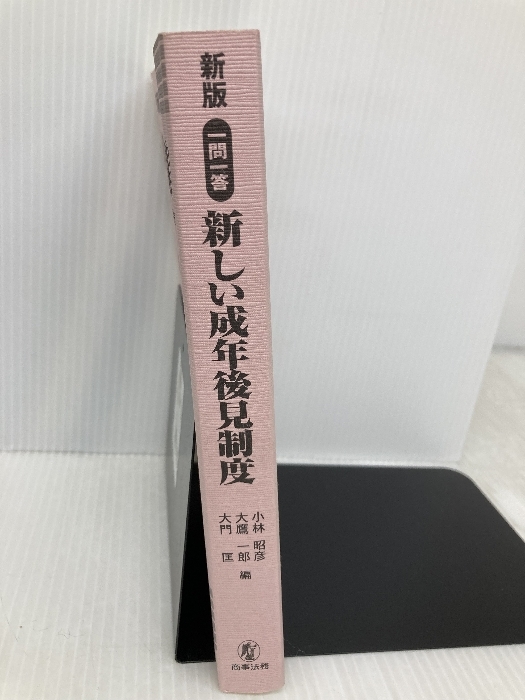 新版
一問一答
新しい成年後見制度
小林 昭彦
大鷹 一郎
大門 匡 編
商事法務